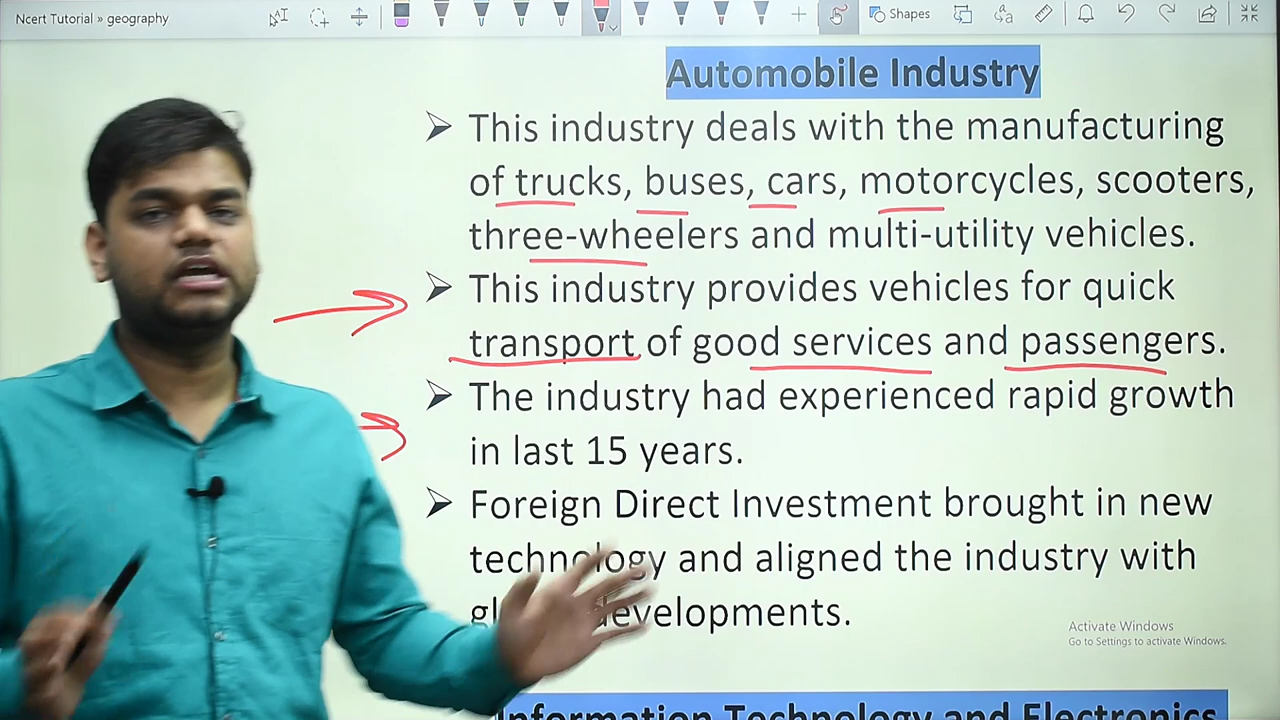 Ncert Tutorial » geography
Shapes
Automobile Industry
This industry deals with the manufacturing
of trucks, buses, cars, motorcycles, scooters,
three-wheelers and multi-utility vehicles.
This industry provides vehicles for quick
transport of good services and passengers.
The industry had experienced rapid growth
in last 15 years.
Foreign Direct Investment brought in new
technology and aligned the industry with
developments.
Activate Windows
Go to Settings to activate Windows.
Information Technology and Electronics